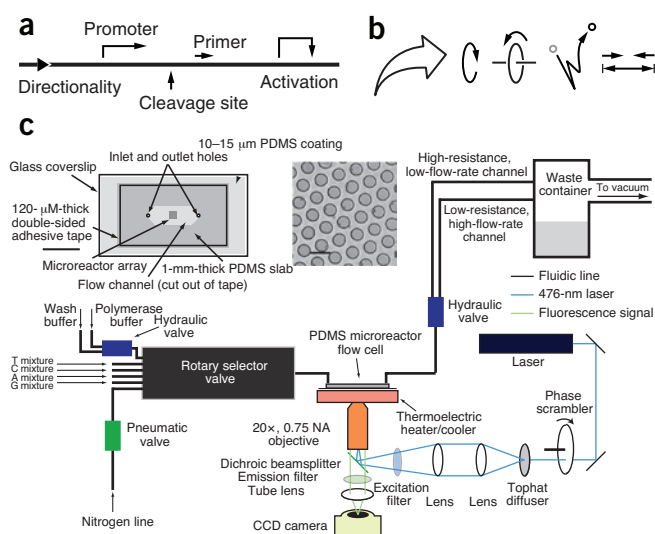 a
Promoter
Primer
Directionality
Cleavage site
Activation
b
c
10–15 μm PDMS coating
Inlet and outlet holes
Glass coverslip
120- μM-thick
double-sided
adhesive tape
Microreactor array
1-mm-thick PDMS slab
Flow channel (cut out of tape)
High-resistance,
low-flow-rate channel
Low-resistance,
high-flow-rate
channel
Waste
container
To vacuum
Fluidic line
476-nm laser
Fluorescence signal
Wash
buffer
Polymerase
buffer
Hydraulic
valve
T mixture
C mixture
A mixture
G mixture
Rotary selector
valve
Pneumatic
valve
Nitrogen line
PDMS microreactor
flow cell
Hydraulic
valve
Laser
Phase
scrambler
Thermoelectric
heater/cooler
20×, 0.75 NA
objective
Dichroic beamsplitter
Emission filter
Tube lens
Excitation
filter
Lens
Lens
Tophat
diffuser
CCD camera